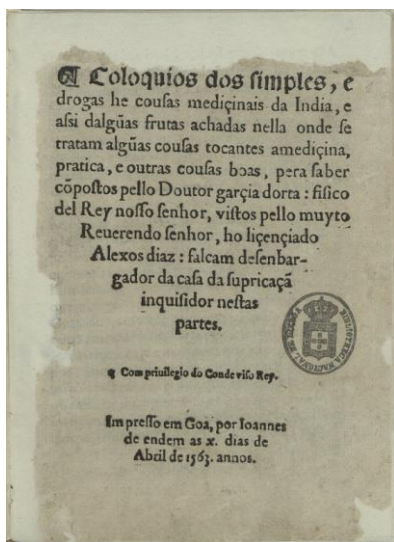 Coloquios dos simples, e
drogas he cousas mediçinais da India, e
assi dalgũas frutas achadas nella onde se
tratam algũas cousas tocantes amediçina,
pratica, e outras cousas boas, pera saber
cõpostos pello Doutor garçia dorta : fisico
del Rey nosso senhor, vistos pello muyto
Reuerendo senhor, ho liçençiado
Alexos diaz : falcam desenbar-
gador da casa da supricaçã
inquisidor nestas
partes.
Com priuilegio do Conde viso Rey.
Impresso em Goa, por Ioannes
de endem as x. dias de
Abril de 1563. annos.